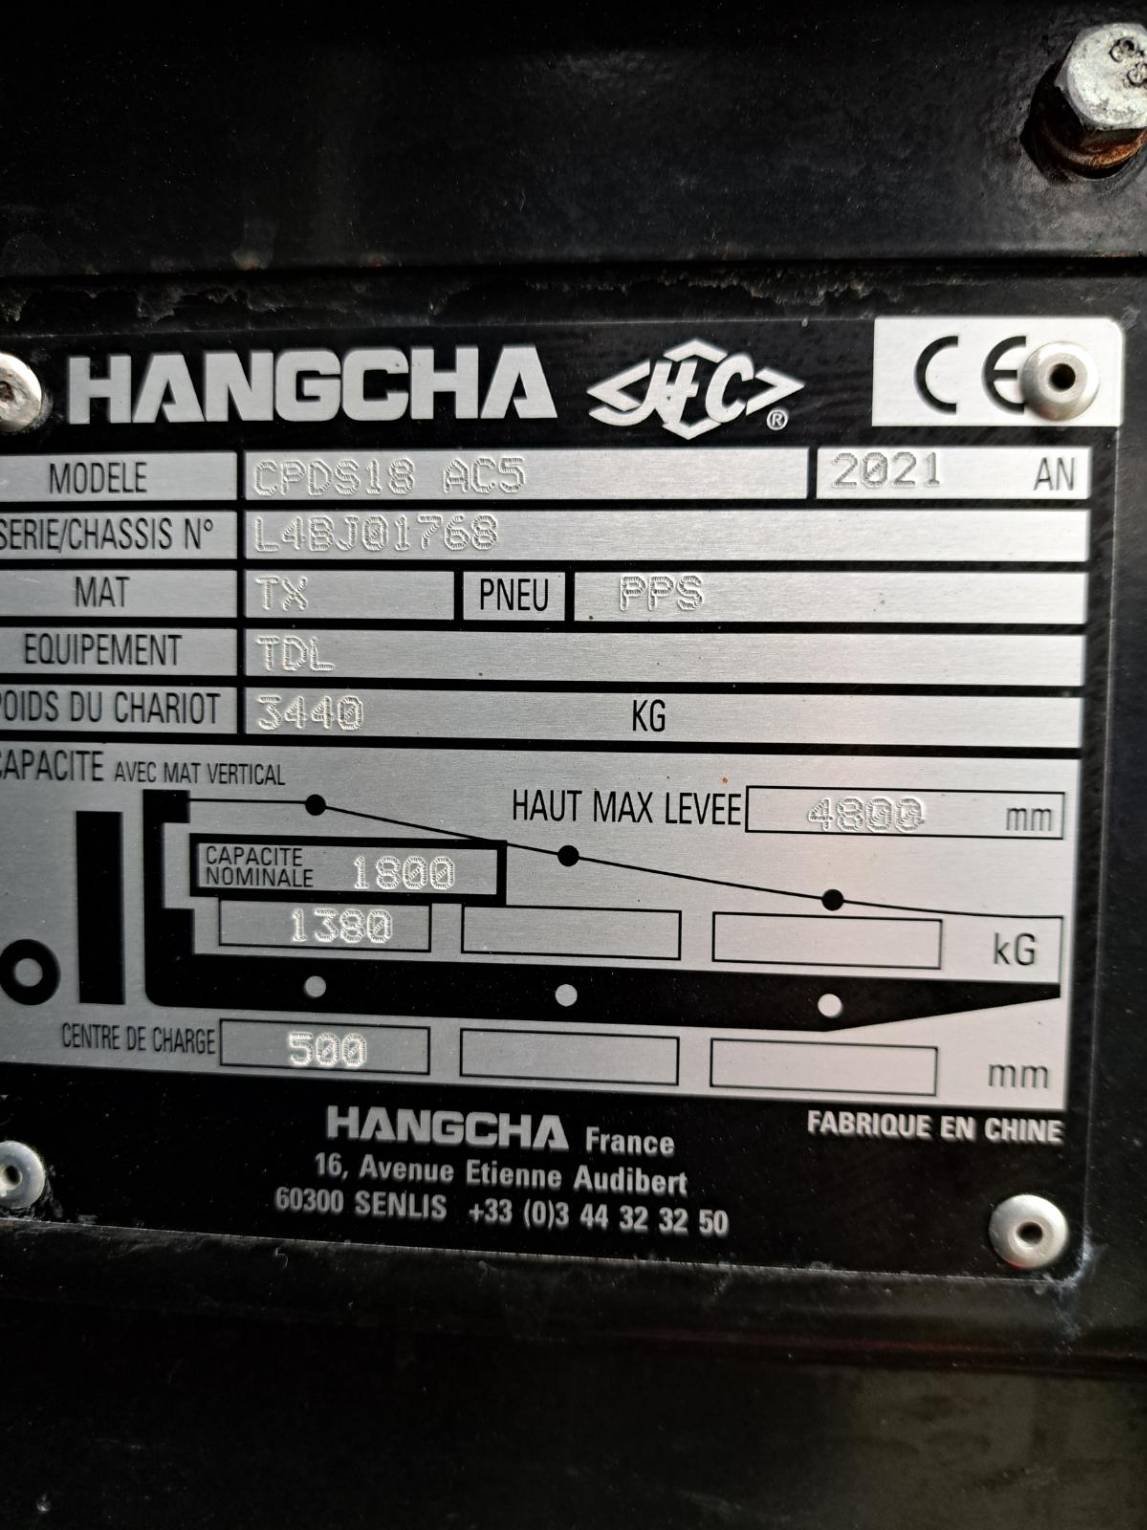 HANGCHA HC® CE
MODELE CPDS18 AC5 2021 AN
SERIE/CHASSIS N° L4BJ01768
MAT TX PNEU PPS
EQUIPEMENT TDL
POIDS DU CHARIOT 3440 KG
CAPACITE AVEC MAT VERTICAL
HAUT MAX LEVEE 4800 mm
CAPACITE NOMINALE 1800
1380 kG
CENTRE DE CHARGE 500 mm
HANGCHA France
FABRIQUE EN CHINE
16, Avenue Etienne Audibert
60300 SENLIS +33 (0)3 44 32 32 50